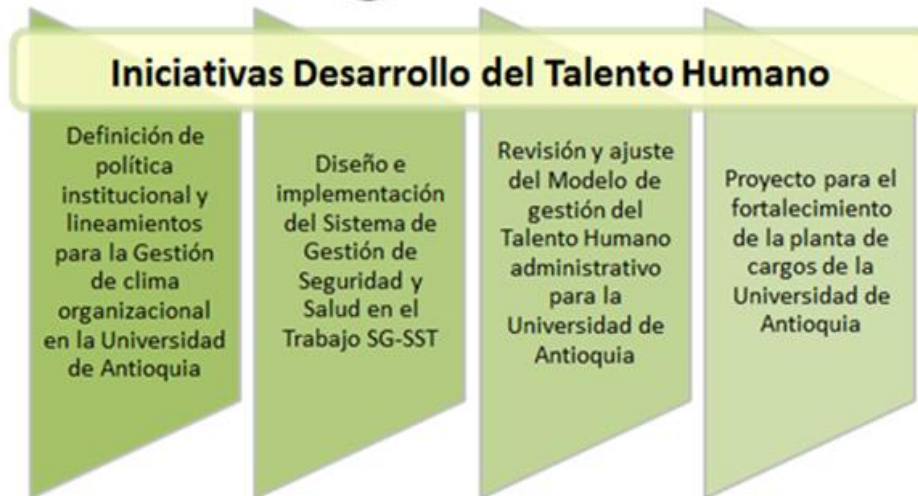 Iniciativas Desarrollo del Talento Humano
Definición de
política
institucional y
lineamientos
para la Gestión
de clima
organizacional
en la Universidad
de Antioquia
Diseño e
implementación
del Sistema de
Gestión de
Seguridad y
Salud en el
Trabajo SG-SST
Revisión y ajuste
del Modelo de
gestión del
Talento Humano
administrativo
para la
Universidad de
Antioquia
Proyecto para el
fortalecimiento
de la planta de
cargos de la
Universidad de
Antioquia